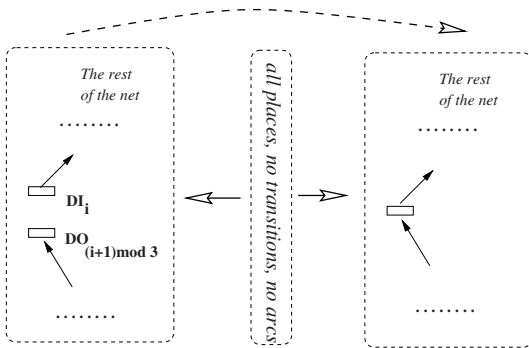 The rest
of the net
........
DI i
DO (i+1)mod 3
........
all places, no transitions, no arcs
The rest
of the net
........
........